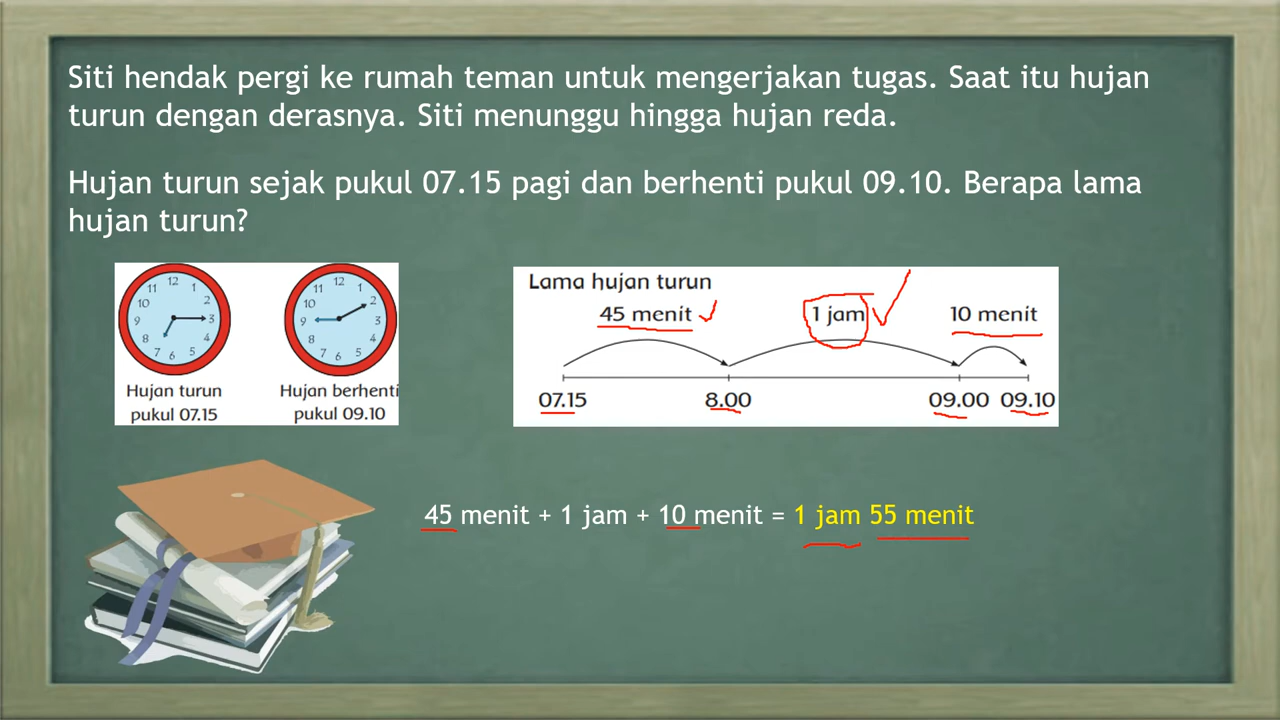 Siti hendak pergi ke rumah teman untuk mengerjakan tugas. Saat itu hujan
turun dengan derasnya. Siti menunggu hingga hujan reda.
Hujan turun sejak pukul 07.15 pagi dan berhenti pukul 09.10. Berapa lama
hujan turun?
12 1 2 3 4 5 6 7 8 9 10 11
Hujan turun
pukul 07.15
12 1 2 3 4 5 6 7 8 9 10 11
Hujan berhenti
pukul 09.10
Lama hujan turun
45 menit 1 jam 10 menit
07.15 8.00 09.00 09.10
45 menit + 1 jam + 10 menit = 1 jam 55 menit